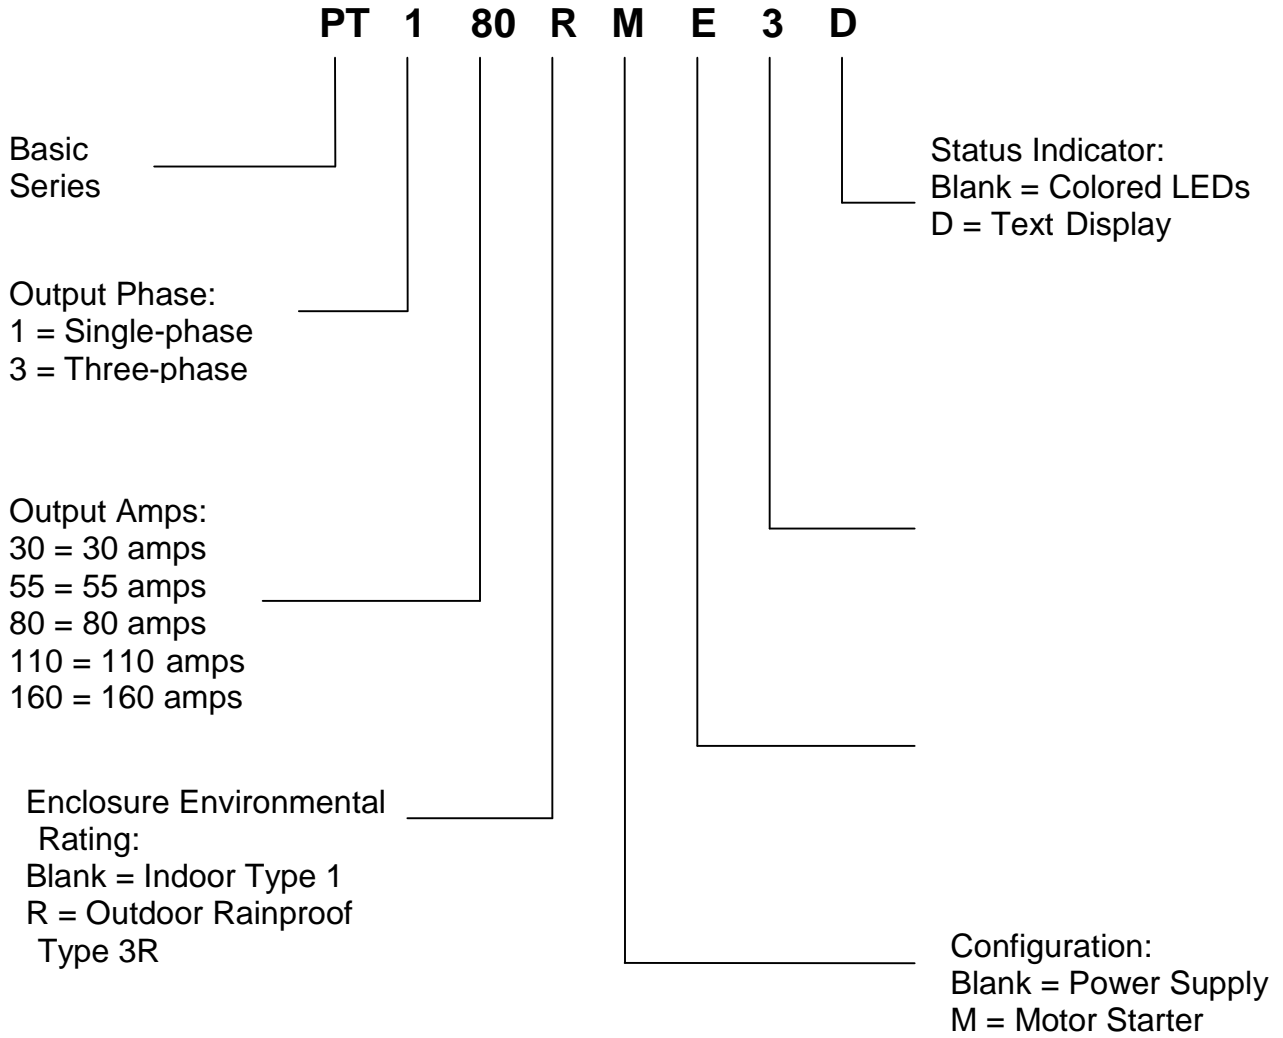 PT 1 80 R M E 3 D
Basic
Series
Status Indicator:
Blank = Colored LEDs
D = Text Display
Output Phase:
1 = Single-phase
3 = Three-phase
Output Amps:
30 = 30 amps
55 = 55 amps
80 = 80 amps
110 = 110 amps
160 = 160 amps
Enclosure Environmental
Rating:
Blank = Indoor Type 1
R = Outdoor Rainproof
Type 3R
Configuration:
Blank = Power Supply
M = Motor Starter